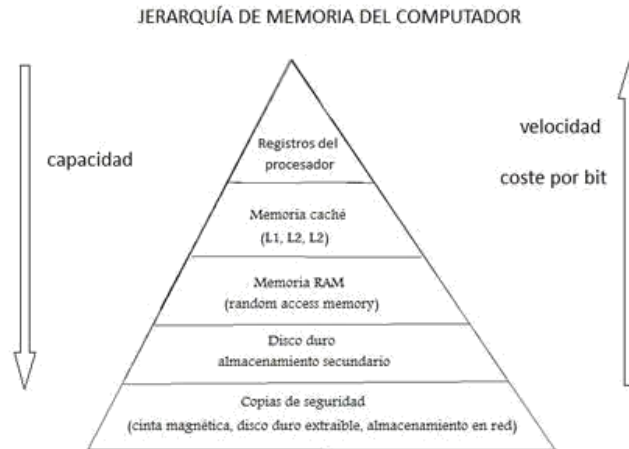 JERARQUÍA DE MEMORIA DEL COMPUTADOR
capacidad
velocidad
coste por bit
Registros del
procesador
Memoria caché
(L1, L2, L2)
Memoria RAM
(random access memory)
Disco duro
almacenamiento secundario
Copias de seguridad
(cinta magnética, disco duro extraible, almacenamiento en red)